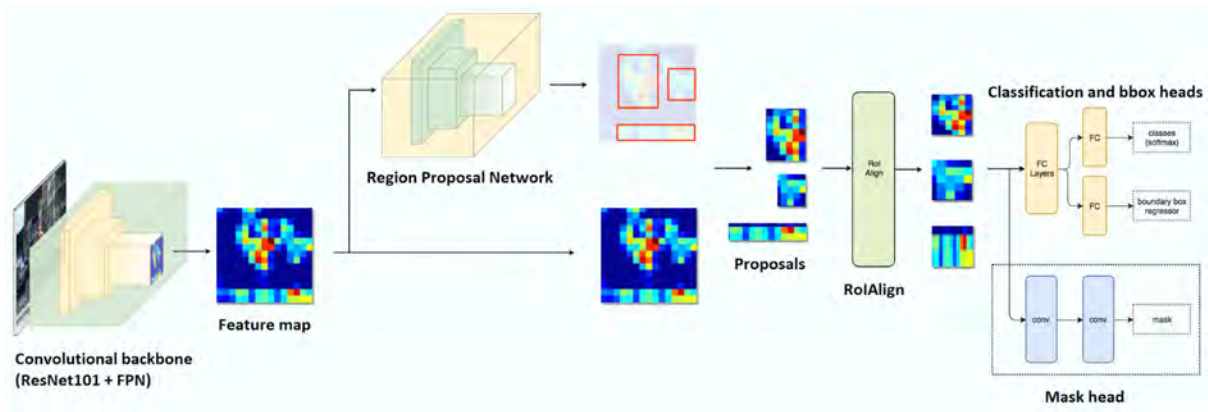 Convolutional backbone
(ResNet101 + FPN)
Feature map
Region Proposal Network
Proposals
RoI
Align
RoIAlign
Classification and bbox heads
FC
Layers
FC
classes
(softmax)
FC
boundary box
regressor
conv.
conv.
mask
Mask head